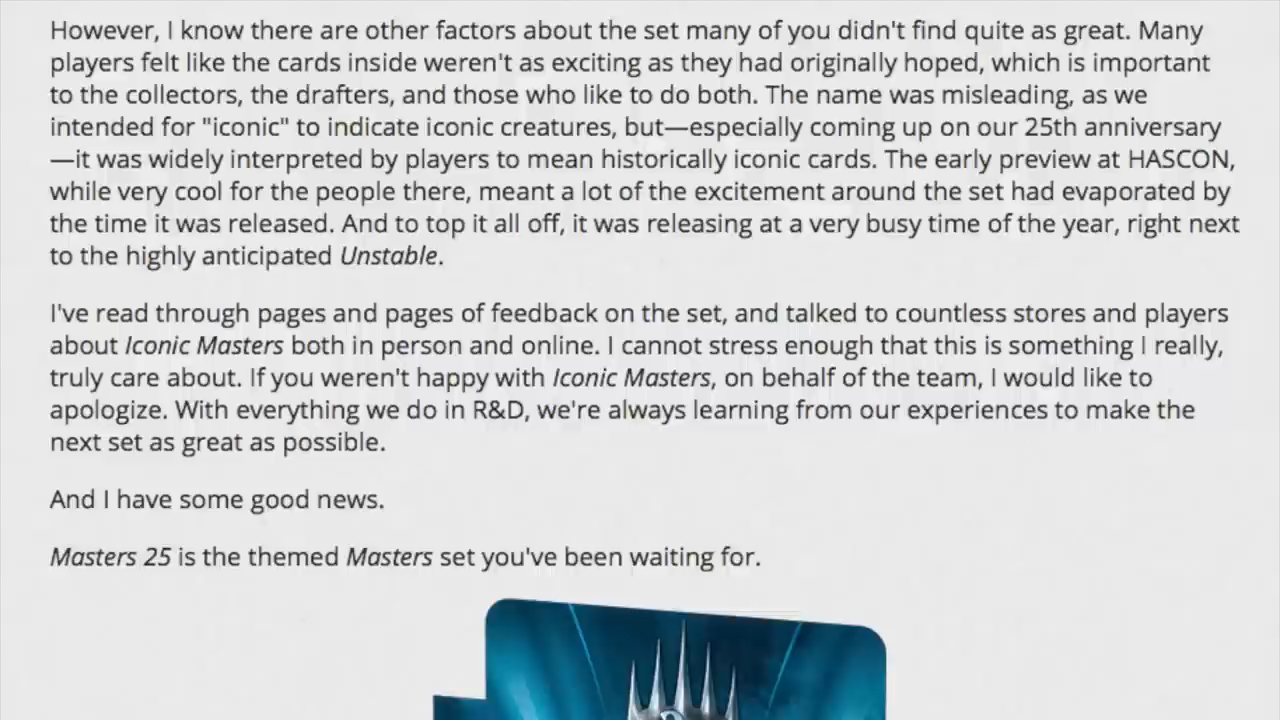 However, I know there are other factors about the set many of you didn't find quite as great. Many
players felt like the cards inside weren't as exciting as they had originally hoped, which is important
to the collectors, the drafters, and those who like to do both. The name was misleading, as we
intended for "iconic" to indicate iconic creatures, but—especially coming up on our 25th anniversary
—it was widely interpreted by players to mean historically iconic cards. The early preview at HASCON,
while very cool for the people there, meant a lot of the excitement around the set had evaporated by
the time it was released. And to top it all off, it was releasing at a very busy time of the year, right next
to the highly anticipated Unstable.
I've read through pages and pages of feedback on the set, and talked to countless stores and players
about Iconic Masters both in person and online. I cannot stress enough that this is something I really,
truly care about. If you weren't happy with Iconic Masters, on behalf of the team, I would like to
apologize. With everything we do in R&D, we're always learning from our experiences to make the
next set as great as possible.
And I have some good news.
Masters 25 is the themed Masters set you've been waiting for.